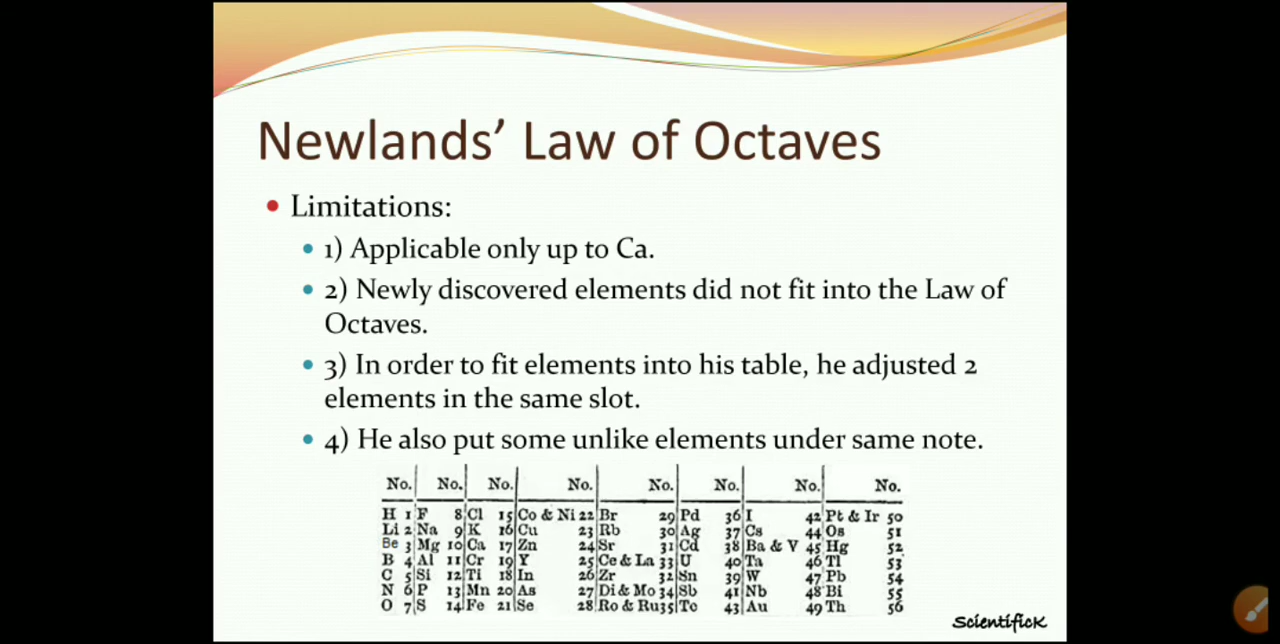 Newlands’ Law of Octaves
Limitations:
1) Applicable only up to Ca.
2) Newly discovered elements did not fit into the Law of
Octaves.
3) In order to fit elements into his table, he adjusted 2
elements in the same slot.
4) He also put some unlike elements under same note.
No. No. No. No. No. No. No. No.
H 1 F 8 Cl 15 Co & Ni 22 Br 29 Pd 36 I 42 Pt & Ir 50
Li 2 Na 9 K 16 Cu 23 Rb 30 Ag 37 Cs 44 Os 51
Be 3 Mg 10 Ca 17 Zn 24 Sr 31 Cd 38 Ba & V 45 Hg 52
B 4 Al 11 Cr 19 Y 25 Ce & La 33 U 40 Ta 46 Tl 53
C 5 Si 12 Ti 18 In 26 Zr 32 Sn 39 W 47 Pb 54
N 6 P 13 Mn 20 As 27 Di & Mo 34 Sb 41 Nb 48 Bi 55
O 7 S 14 Fe 21 Se 28 Ro & Ru 35 Te 43 Au 49 Th 56
ScientificK